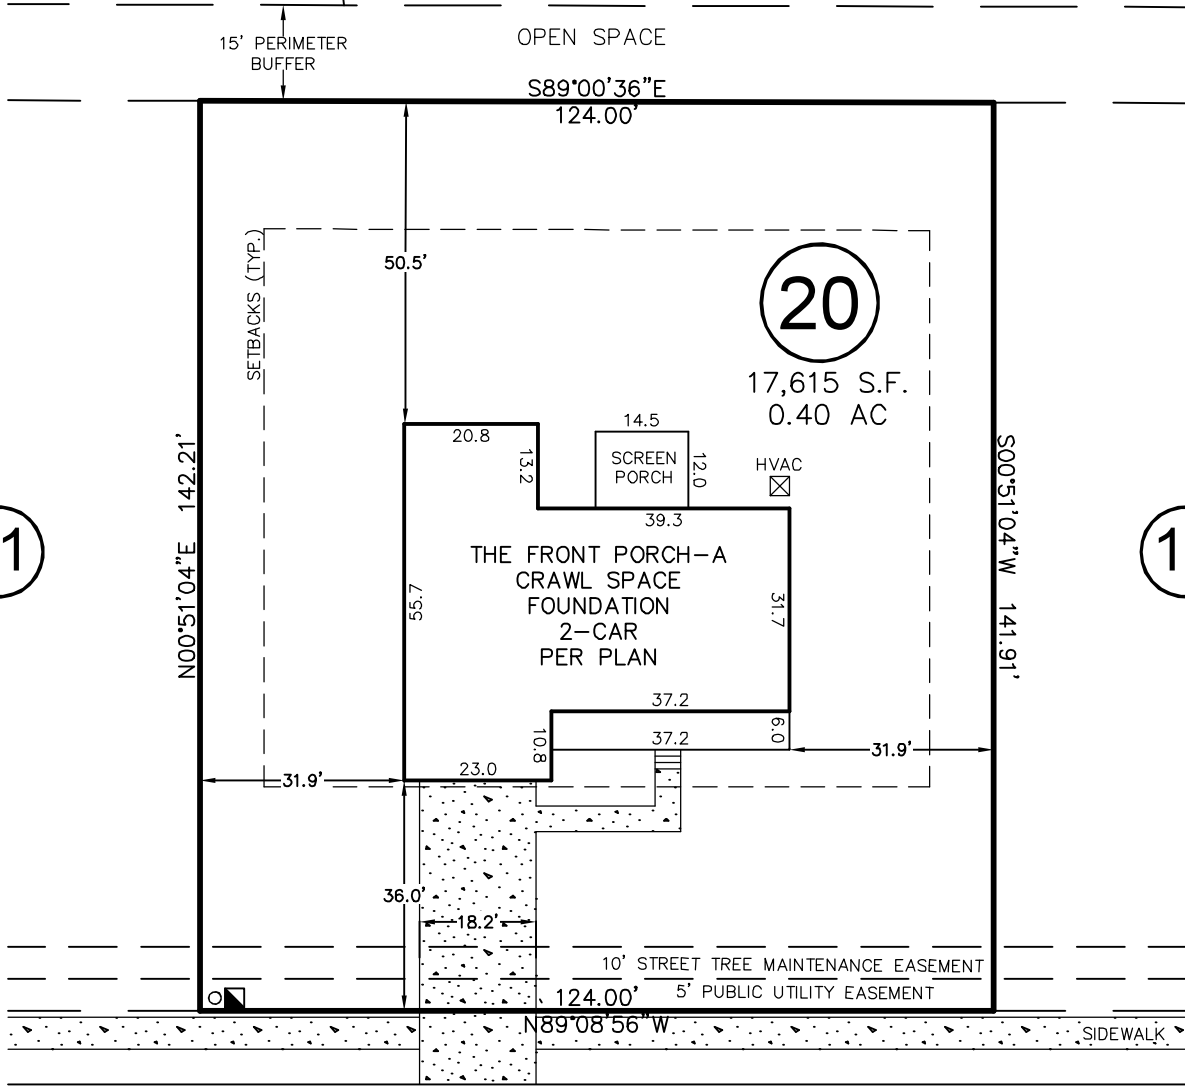 15' PERIMETER
BUFFER
OPEN SPACE
S89°00'36"E
124.00'
SETBACKS (TYP.)
50.5'
20
17,615 S.F.
0.40 AC
N00°51'04"E 142.21'
S00°51'04"W 141.91'
20.8
13.2
14.5
SCREEN
PORCH
12.0
HVAC
39.3
1
1
THE FRONT PORCH-A
CRAWL SPACE
FOUNDATION
2-CAR
PER PLAN
55.7
31.7
37.2
6.0
37.2
10.8
23.0
31.9'
31.9'
36.0'
18.2'
10' STREET TREE MAINTENANCE EASEMENT
5' PUBLIC UTILITY EASEMENT
124.00'
N89°08'56"W
SIDEWALK